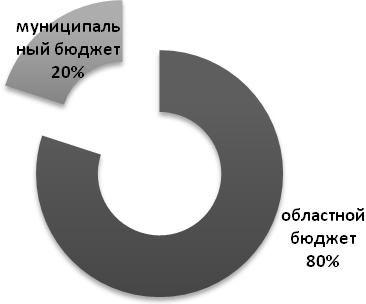 муниципаль
ный бюджет
20%
областной
бюджет
80%